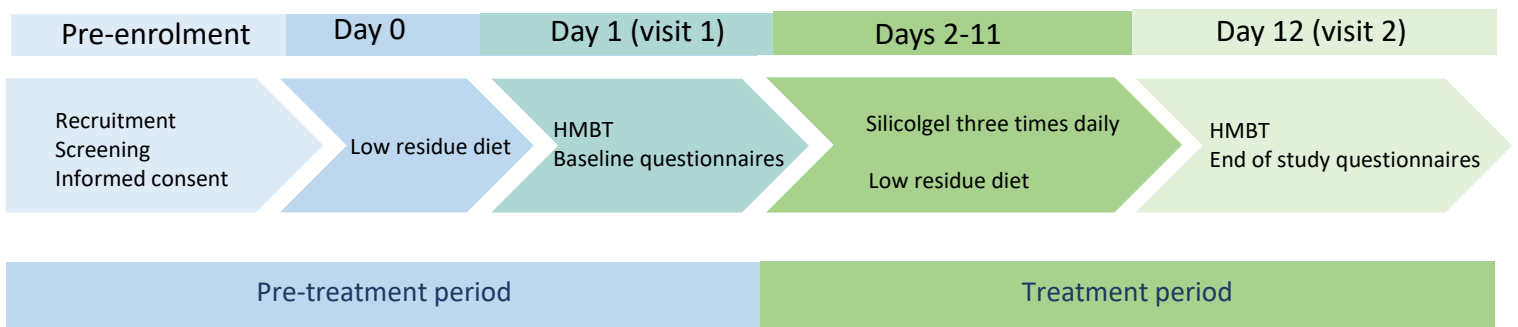 Pre-enrolment
Day 0
Day 1 (visit 1)
Days 2-11
Day 12 (visit 2)
Recruitment
Screening
Informed consent
Low residue diet
HMBT
Baseline questionnaires
Silicolgel three times daily
Low residue diet
HMBT
End of study questionnaires
Pre-treatment period
Treatment period